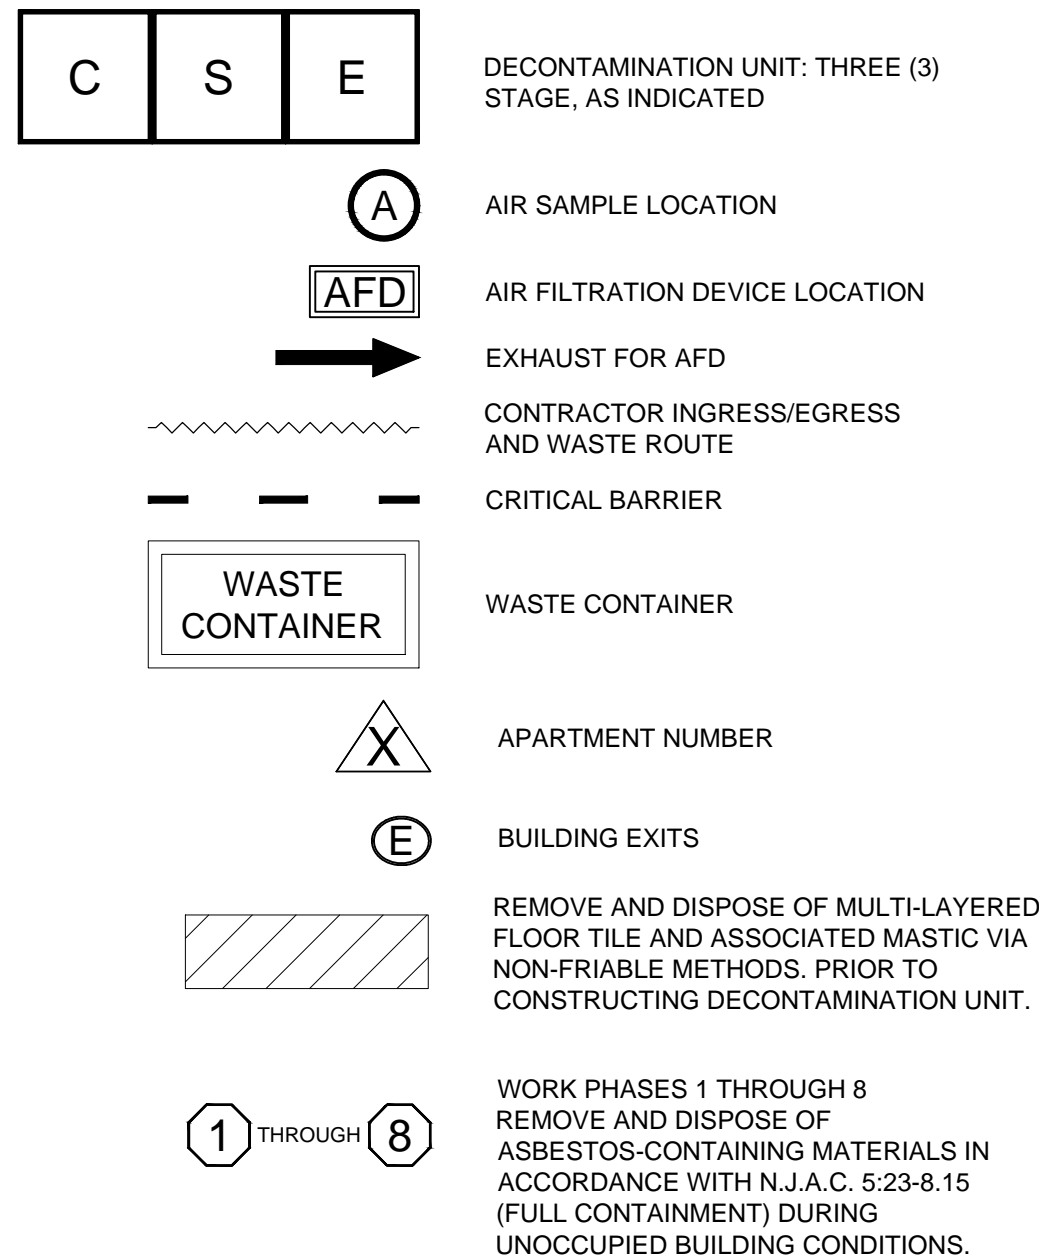 C S E
DECONTAMINATION UNIT: THREE (3)
STAGE, AS INDICATED
A
AIR SAMPLE LOCATION
AFD
AIR FILTRATION DEVICE LOCATION
EXHAUST FOR AFD
CONTRACTOR INGRESS/EGRESS
AND WASTE ROUTE
CRITICAL BARRIER
WASTE
CONTAINER
WASTE CONTAINER
X
APARTMENT NUMBER
E
BUILDING EXITS
REMOVE AND DISPOSE OF MULTI-LAYERED
FLOOR TILE AND ASSOCIATED MASTIC VIA
NON-FRIABLE METHODS. PRIOR TO
CONSTRUCTING DECONTAMINATION UNIT.
1 THROUGH 8
WORK PHASES 1 THROUGH 8
REMOVE AND DISPOSE OF
ASBESTOS-CONTAINING MATERIALS IN
ACCORDANCE WITH N.J.A.C. 5:23-8.15
(FULL CONTAINMENT) DURING
UNOCCUPIED BUILDING CONDITIONS.